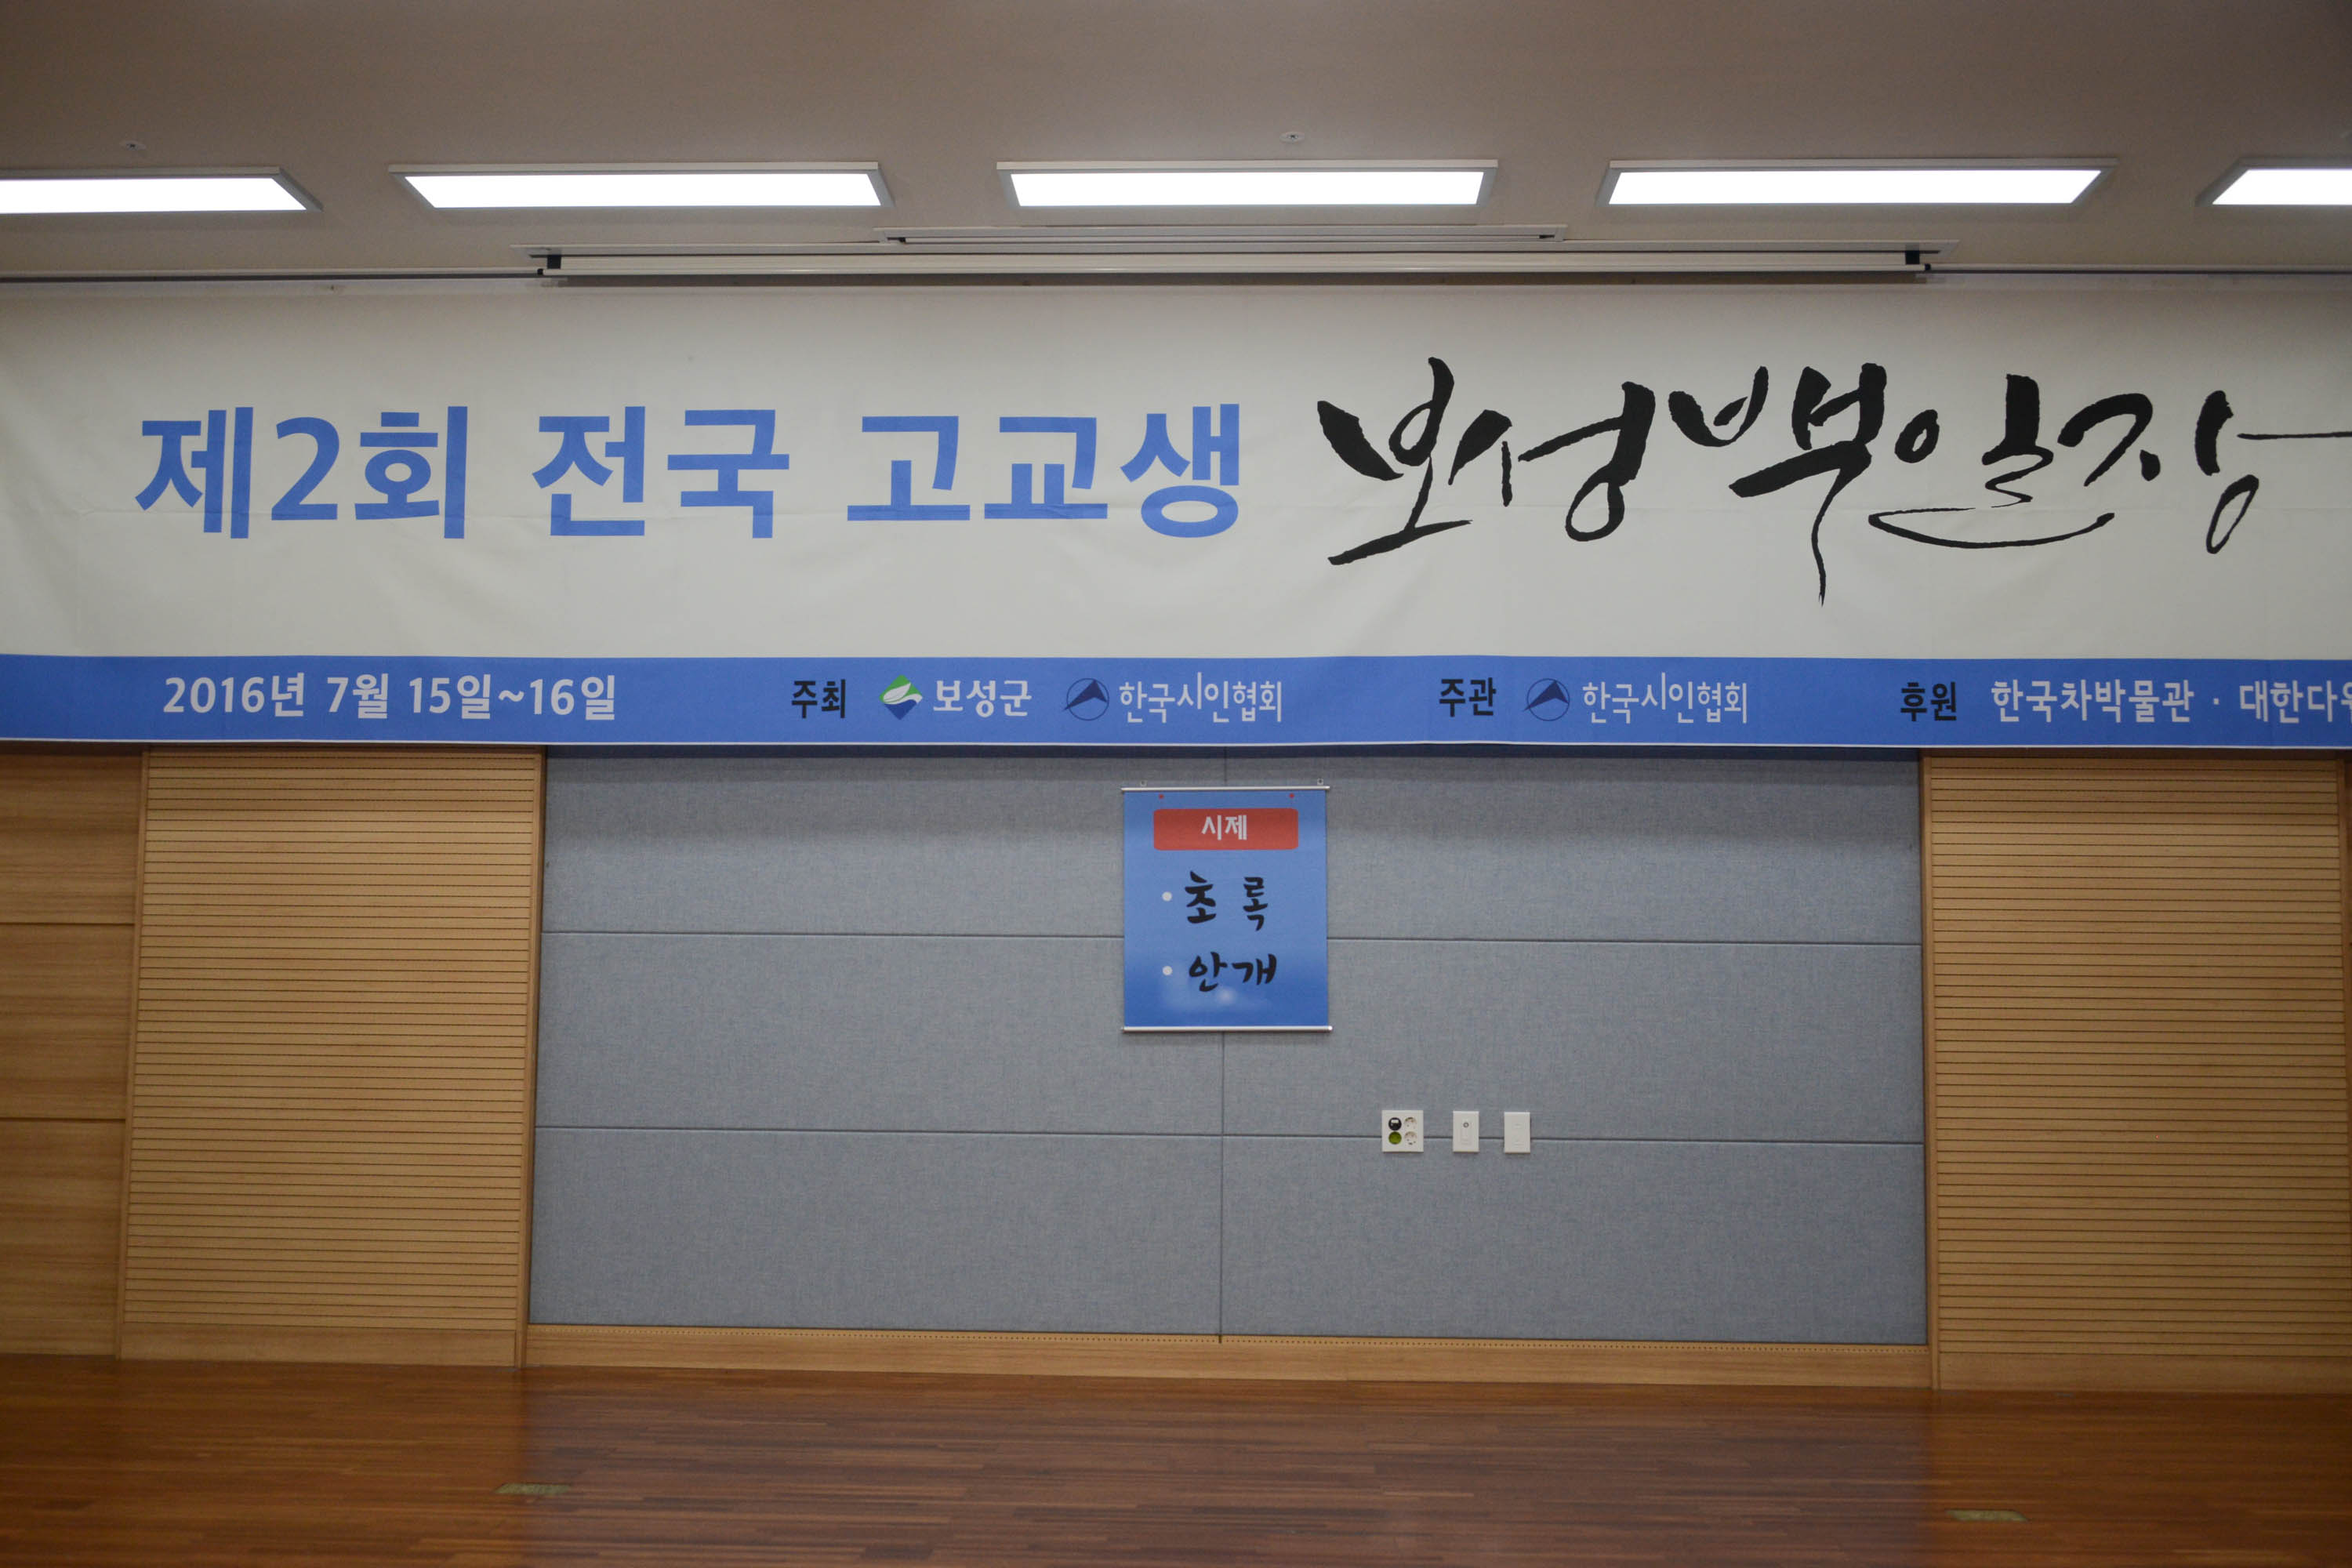 제2회 전국 고교생 보성백일장
2016년 7월 15일~16일 주최 보성군 한국시인협회 주관 한국시인협회 후원 한국차박물관 · 대한다
시제
• 초록
• 안개